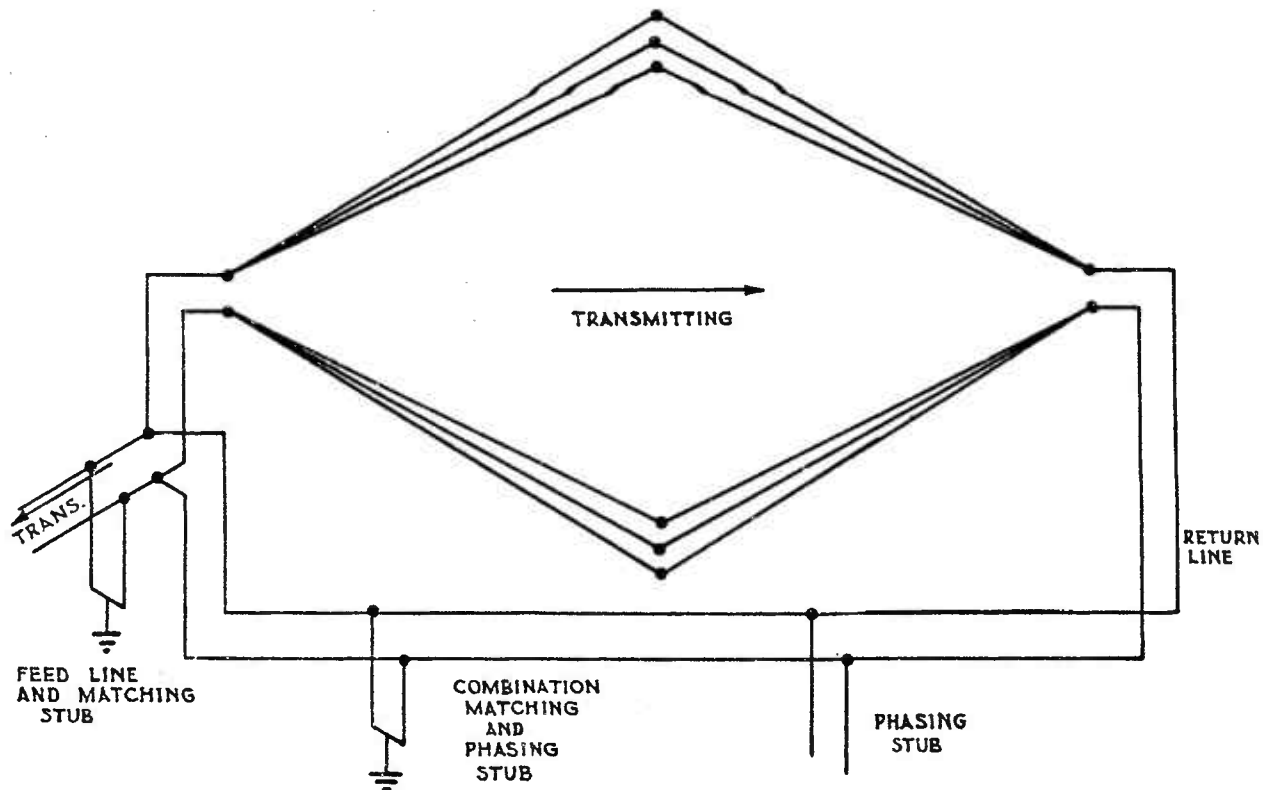 TRANSMITTING
TRANS.
RETURN
LINE
FEED LINE
AND MATCHING
STUB
COMBINATION
MATCHING
AND
PHASING
STUB
PHASING
STUB